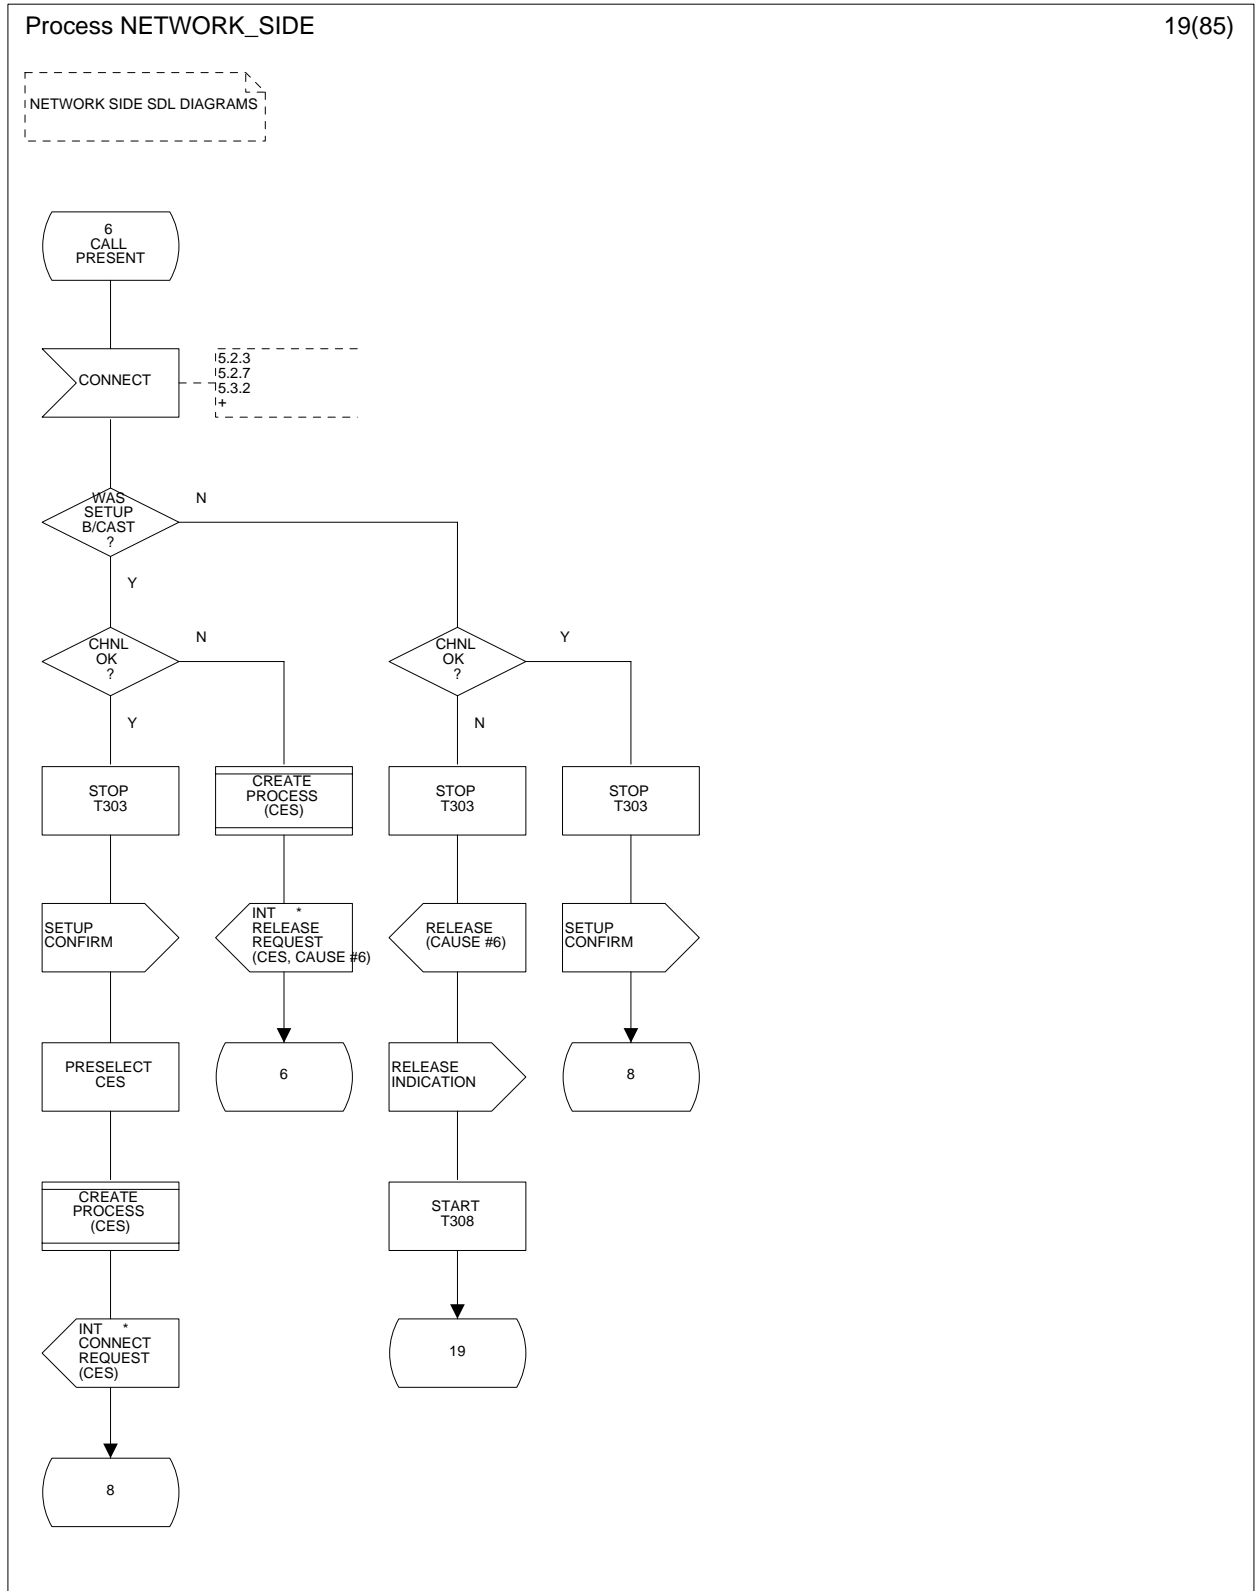 Process NETWORK_SIDE
19(85)
NETWORK SIDE SDL DIAGRAMS
6
CALL
PRESENT
CONNECT
5.2.3
5.2.7
5.3.2
+
WAS
SETUP
B/CAST
?
N
Y
CHNL
OK
?
N
Y
CHNL
OK
?
Y
N
STOP
T303
CREATE
PROCESS
(CES)
STOP
T303
STOP
T303
SETUP
CONFIRM
INT *
RELEASE
REQUEST
(CES, CAUSE #6)
RELEASE
(CAUSE #6)
SETUP
CONFIRM
PRESELECT
CES
6
RELEASE
INDICATION
8
CREATE
PROCESS
(CES)
START
T308
INT *
CONNECT
REQUEST
(CES)
19
8